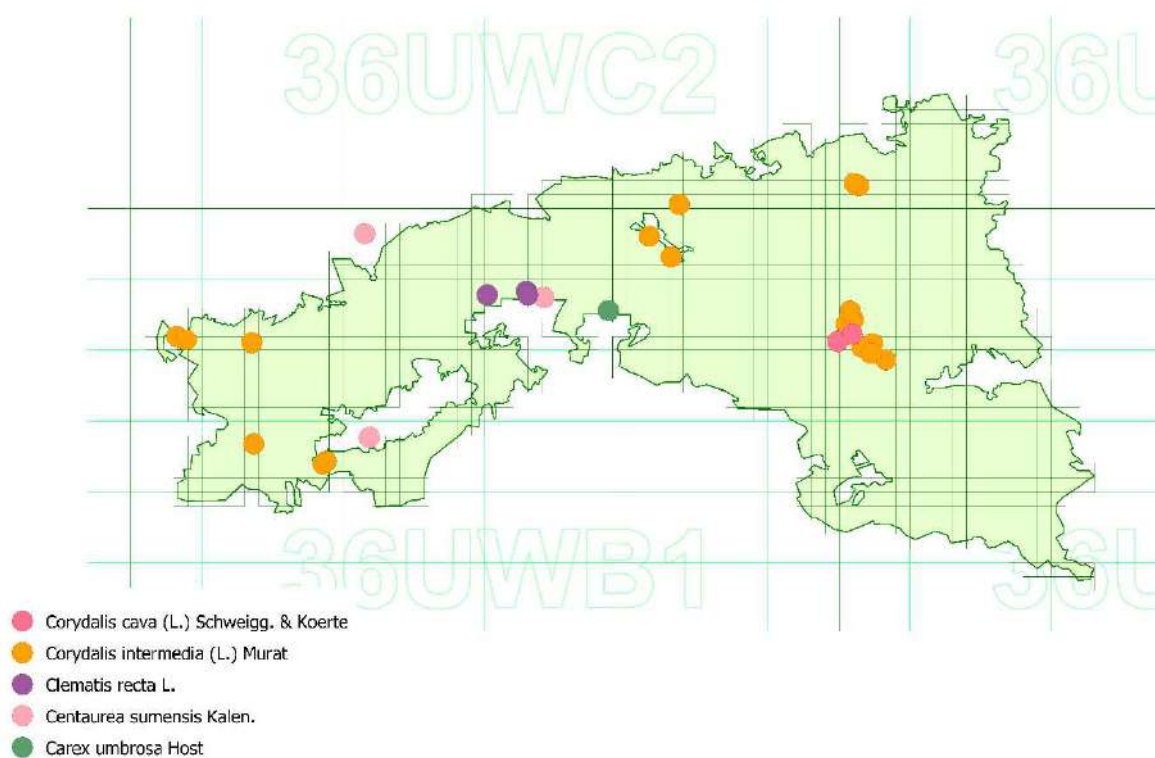 36UWC2 36U
36UWB1 36U
Corydalis cava (L.) Schweigg. & Koerte
Corydalis intermedia (L.) Murat
Clematis recta L.
Centaurea sumensis Kalen.
Carex umbrosa Host